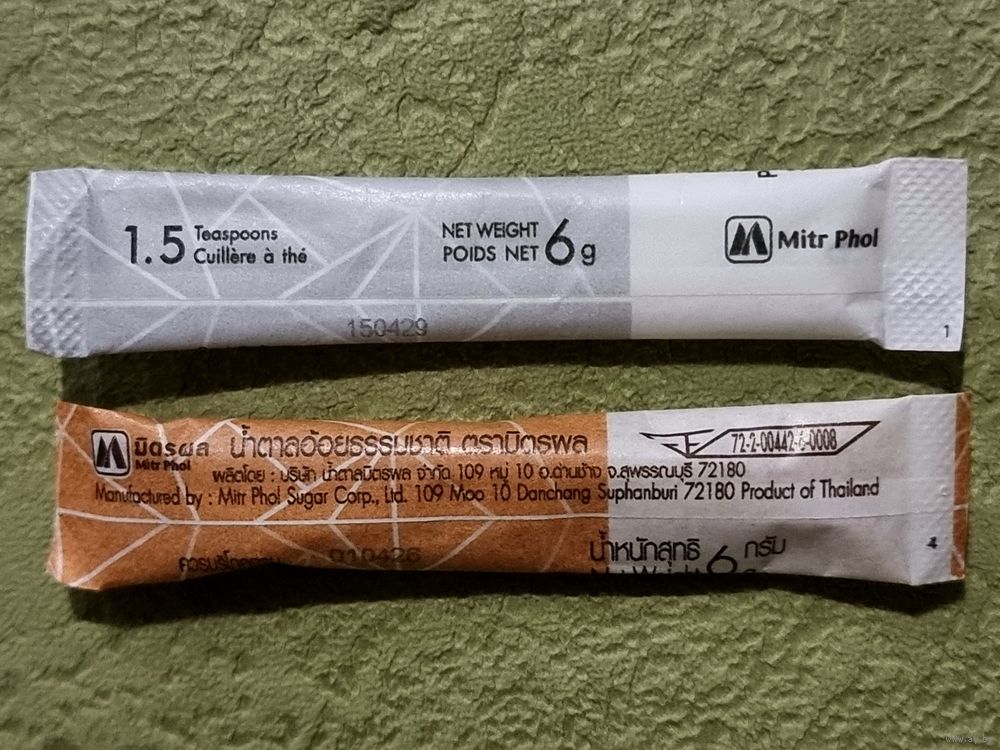 1.5 Teaspoons
Cuillère à thé
NET WEIGHT
POIDS NET 6 g
Mitr Phol
150429
1
มิตรผล
Mitr Phol
น้ำตาลอ้อยธรรมชาติ ตรามิตรผล
72-2-00442-6-0008
ผลิตโดย : บริษัท น้ำตาลมิตรผล จำกัด 109 หมู่ 10 อ.ด่านช้าง จ.สุพรรณบุรี 72180
Manufactured by : Mitr Phol Sugar Corp., Ltd. 109 Moo 10 Danchang Suphanburi 72180 Product of Thailand
010426
น้ำหนักสุทธิ 6 กรัม
4